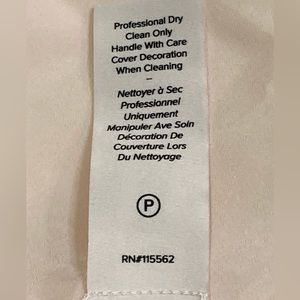 Professional Dry
Clean Only
Handle With Care
Cover Decoration
When Cleaning
–
Nettoyer à Sec
Professionnel
Uniquement
Manipuler Ave Soin
Décoration De
Couverture Lors
Du Nettoyage
P
RN#115562